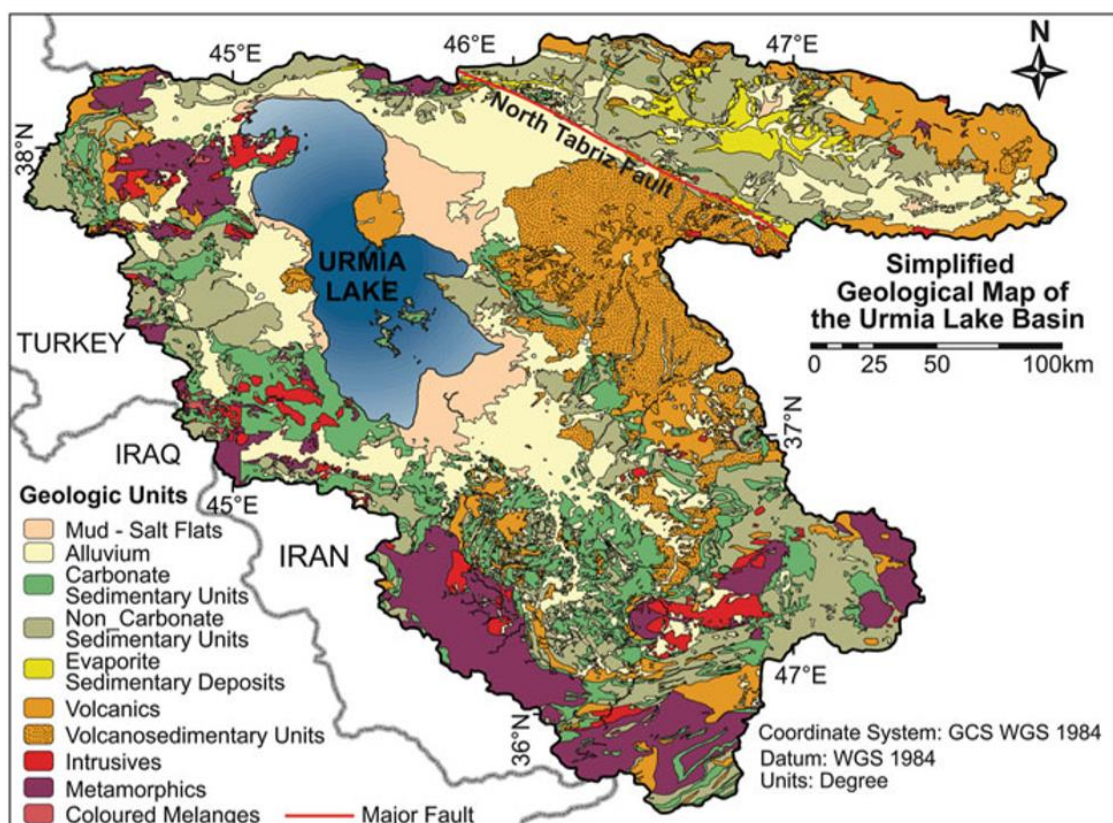 45°E
46°E
47°E
N
38°N
North Tabriz Fault
URMIA
LAKE
Simplified
Geological Map of
the Urmia Lake Basin
0 25 50 100km
TURKEY
37°N
IRAQ
45°E
IRAN
Geologic Units
Mud - Salt Flats
Alluvium
Carbonate
Sedimentary Units
Non_Carbonate
Sedimentary Units
Evaporite
Sedimentary Deposits
Volcanics
Volcanosedimentary Units
Intrusives
Metamorphics
Coloured Melanges
Major Fault
47°E
36°N
Coordinate System: GCS WGS 1984
Datum: WGS 1984
Units: Degree